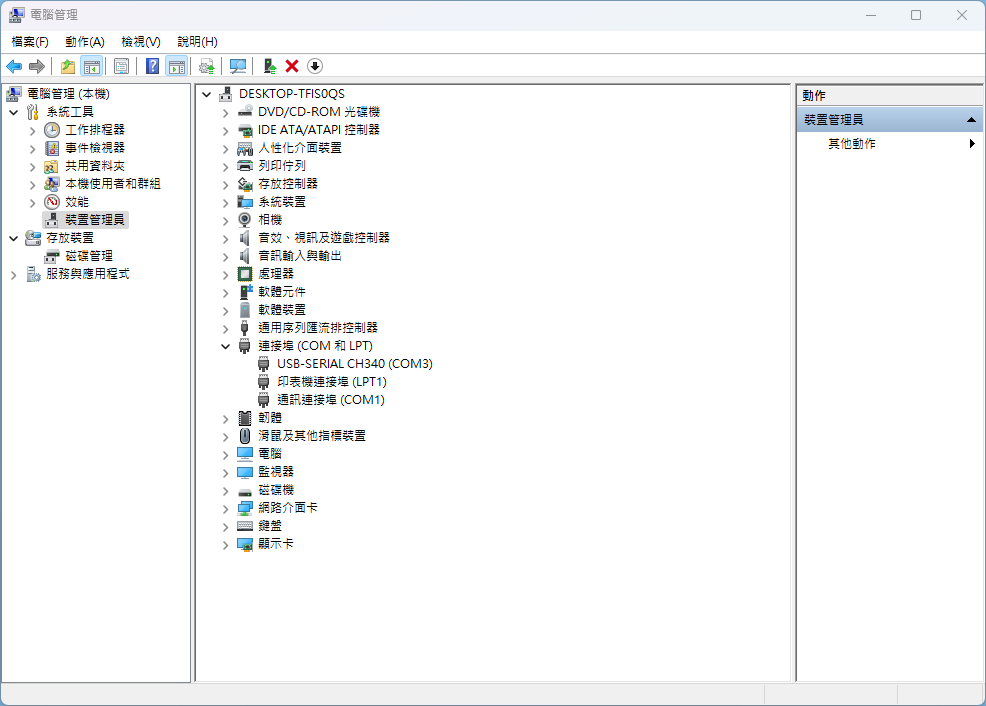 電腦管理
檔案(F) 動作(A) 檢視(V) 說明(H)
電腦管理 (本機)
系統工具
工作排程器
事件檢視器
共用資料夾
本機使用者和群組
效能
裝置管理員
存放裝置
磁碟管理
服務與應用程式
DESKTOP-TFIS0QS
DVD/CD-ROM 光碟機
IDE ATA/ATAPI 控制器
人性化介面裝置
列印佇列
存放控制器
系統裝置
相機
音效、視訊及遊戲控制器
音訊輸入與輸出
處理器
軟體元件
軟體裝置
通用序列匯流排控制器
連接埠 (COM 和 LPT)
USB-SERIAL CH340 (COM3)
印表機連接埠 (LPT1)
通訊連接埠 (COM1)
韌體
滑鼠及其他指標裝置
電腦
監視器
磁碟機
網路介面卡
鍵盤
顯示卡
動作
裝置管理員
其他動作